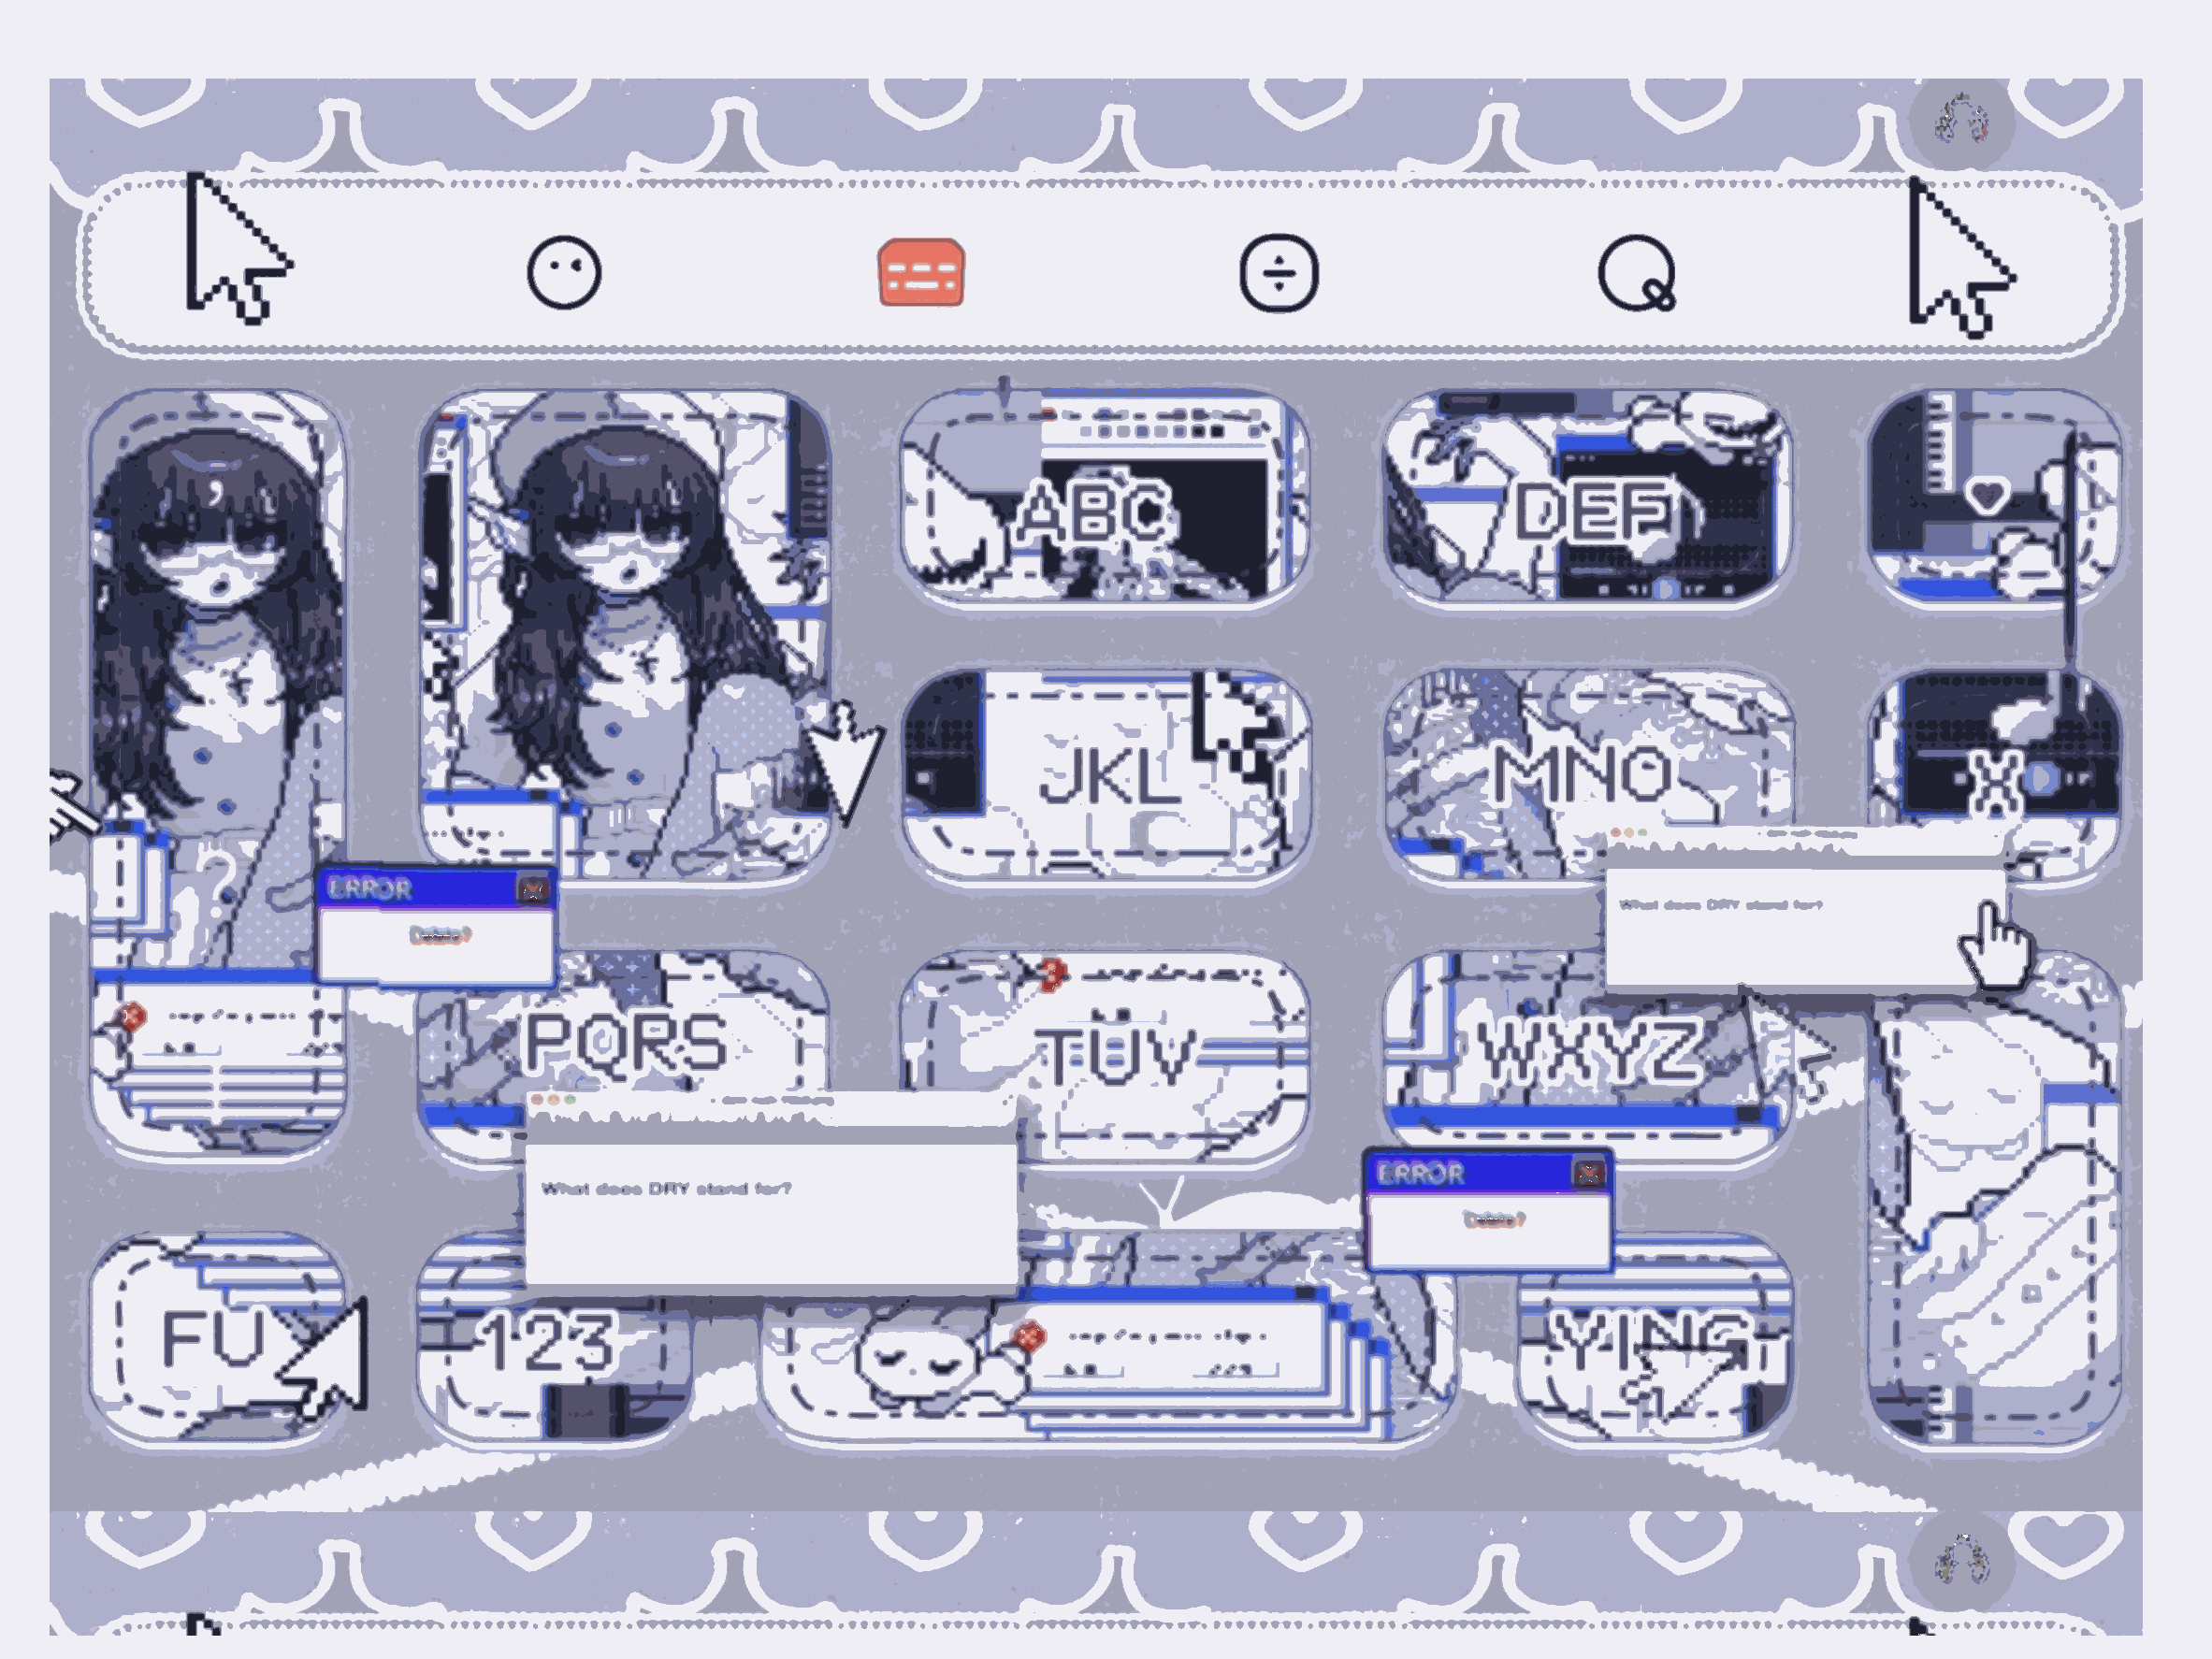 ,
ABC
DEF
JKL
MNO
X
?
ERROR
What does DRY stand for?
PQRS
TUV
WXYZ
What does DRY stand for?
ERROR
FU
123
YING